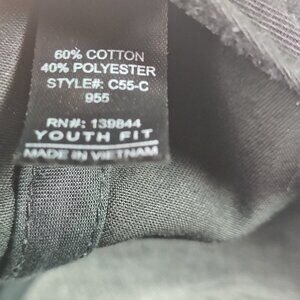 60% COTTON
40% POLYESTER
STYLE#: C55-C
955
RN#: 139844
YOUTH FIT
MADE IN VIETNAM